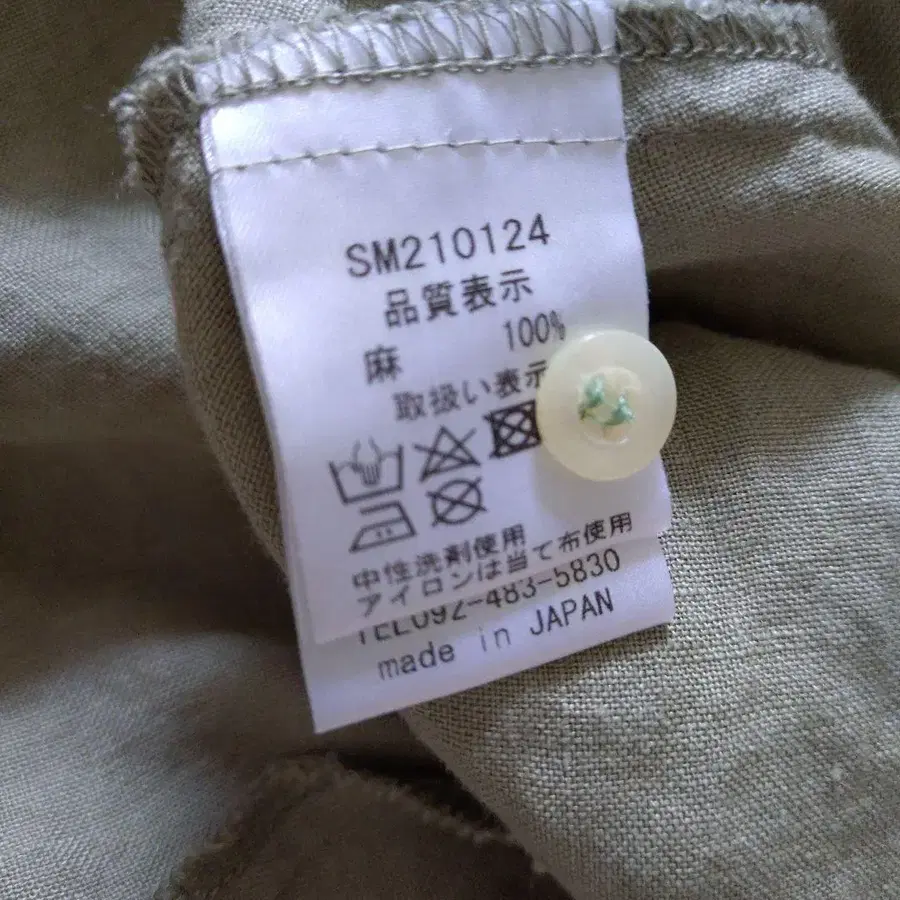 SM210124
品質表示
麻 100%
取扱い表示
中性洗剤使用
アイロンは当て布使用
TEL092-483-5830
made in JAPAN